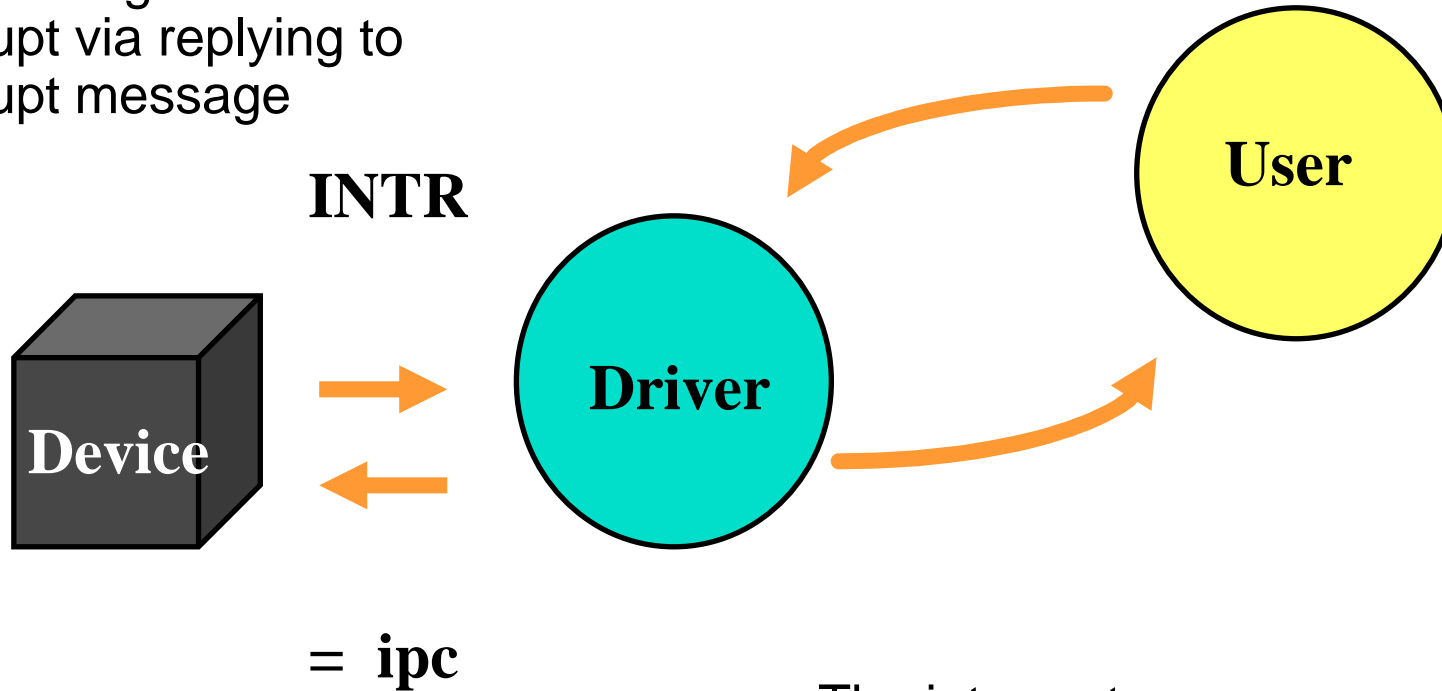 upt via replying to
upt message
INTR
User
Driver
Device
= ipc